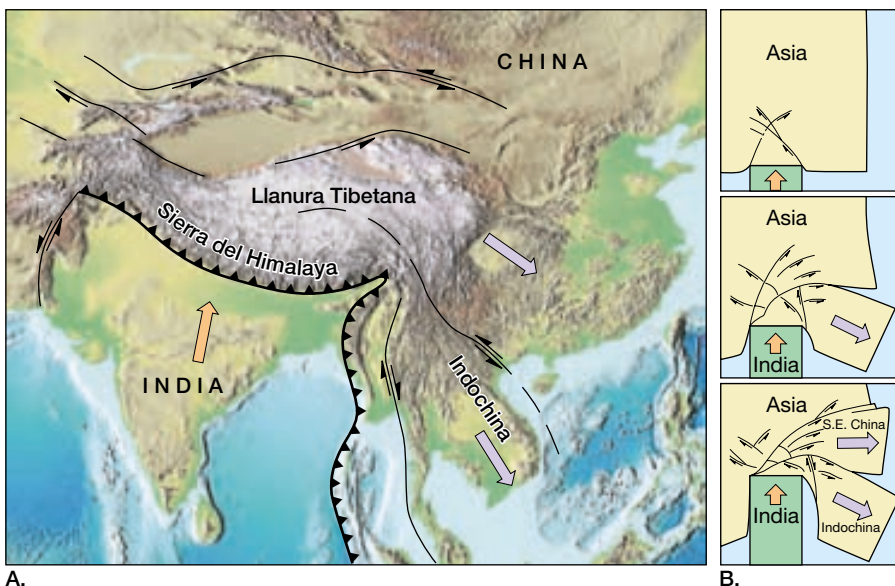 CHINA
Llanura Tibetana
Sierra del Himalaya
INDIA
Indochina
A.
Asia
Asia
India
Asia
S.E. China
India
Indochina
B.